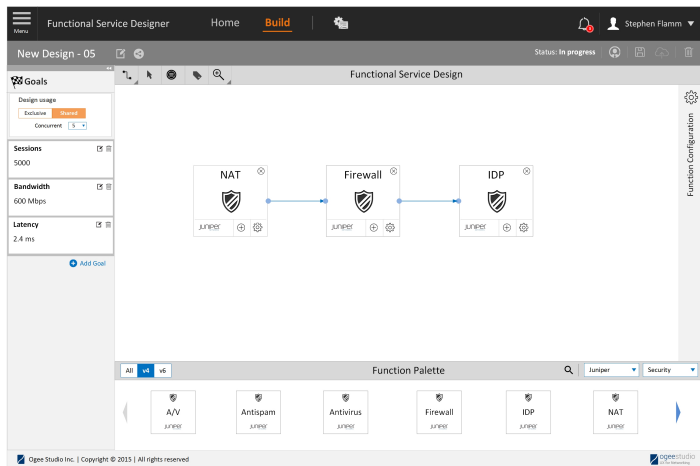 Menu
Functional Service Designer
Home
Build
Stephen Flamm
New Design - 05
Status: In progress
Goals
Design usage
Exclusive
Shared
Concurrent
5
Sessions
5000
Bandwidth
600 Mbps
Latency
2.4 ms
Add Goal
Functional Service Design
NAT
JUNIPER
Firewall
JUNIPER
IDP
JUNIPER
Function Configuration
All
v4
v6
Function Palette
Juniper
Security
A/V
JUNIPER
Antispam
JUNIPER
Antivirus
JUNIPER
Firewall
JUNIPER
IDP
JUNIPER
NAT
JUNIPER
Ogee Studio Inc. | Copyright © 2015 | All rights reserved
ogeestudio